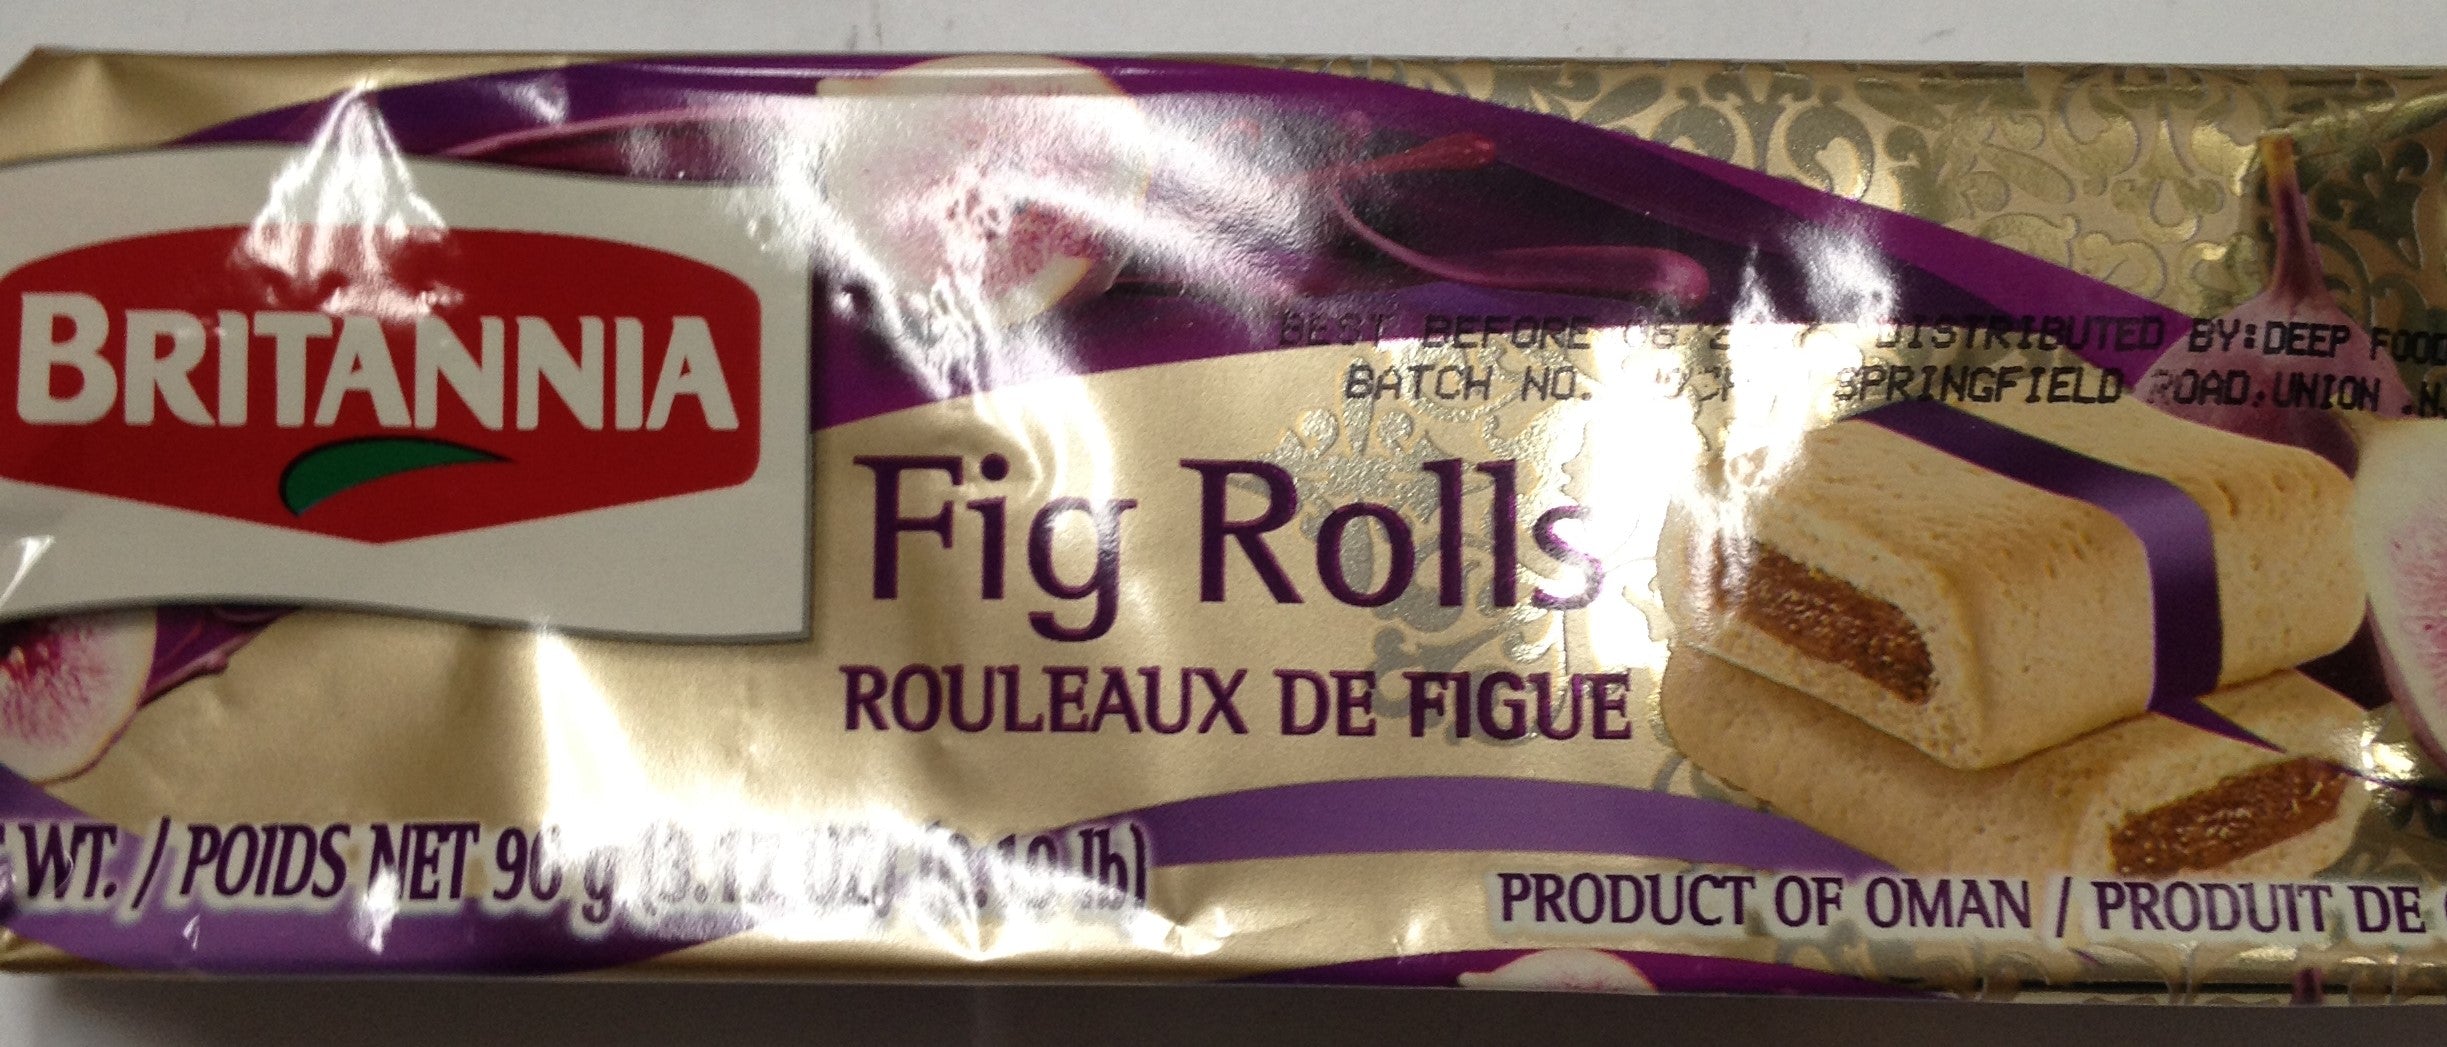 BRITANNIA
BEST BEFORE DISTRIBUTED BY:DEEP
BATCH NO. SPRINGFIELD ROAD,UNION
Fig Rolls
ROULEAUX DE FIGUE
WT. / POIDS NET 90 g
PRODUCT OF OMAN / PRODUIT DE